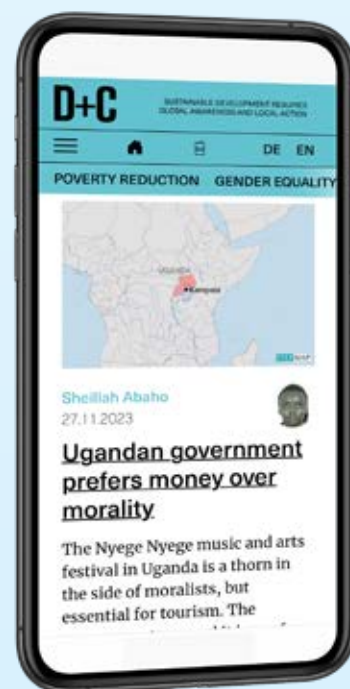 D+C
SUSTAINABLE DEVELOPMENT REQUIRES
GLOBAL AWARENESS AND LOCAL ACTION
DE EN
POVERTY REDUCTION GENDER EQUALITY
UGANDA
Kampala
Sheillah Abaho
27.11.2023
Ugandan government
prefers money over
morality
The Nyege Nyege music and arts
festival in Uganda is a thorn in
the side of moralists, but
essential for tourism. The